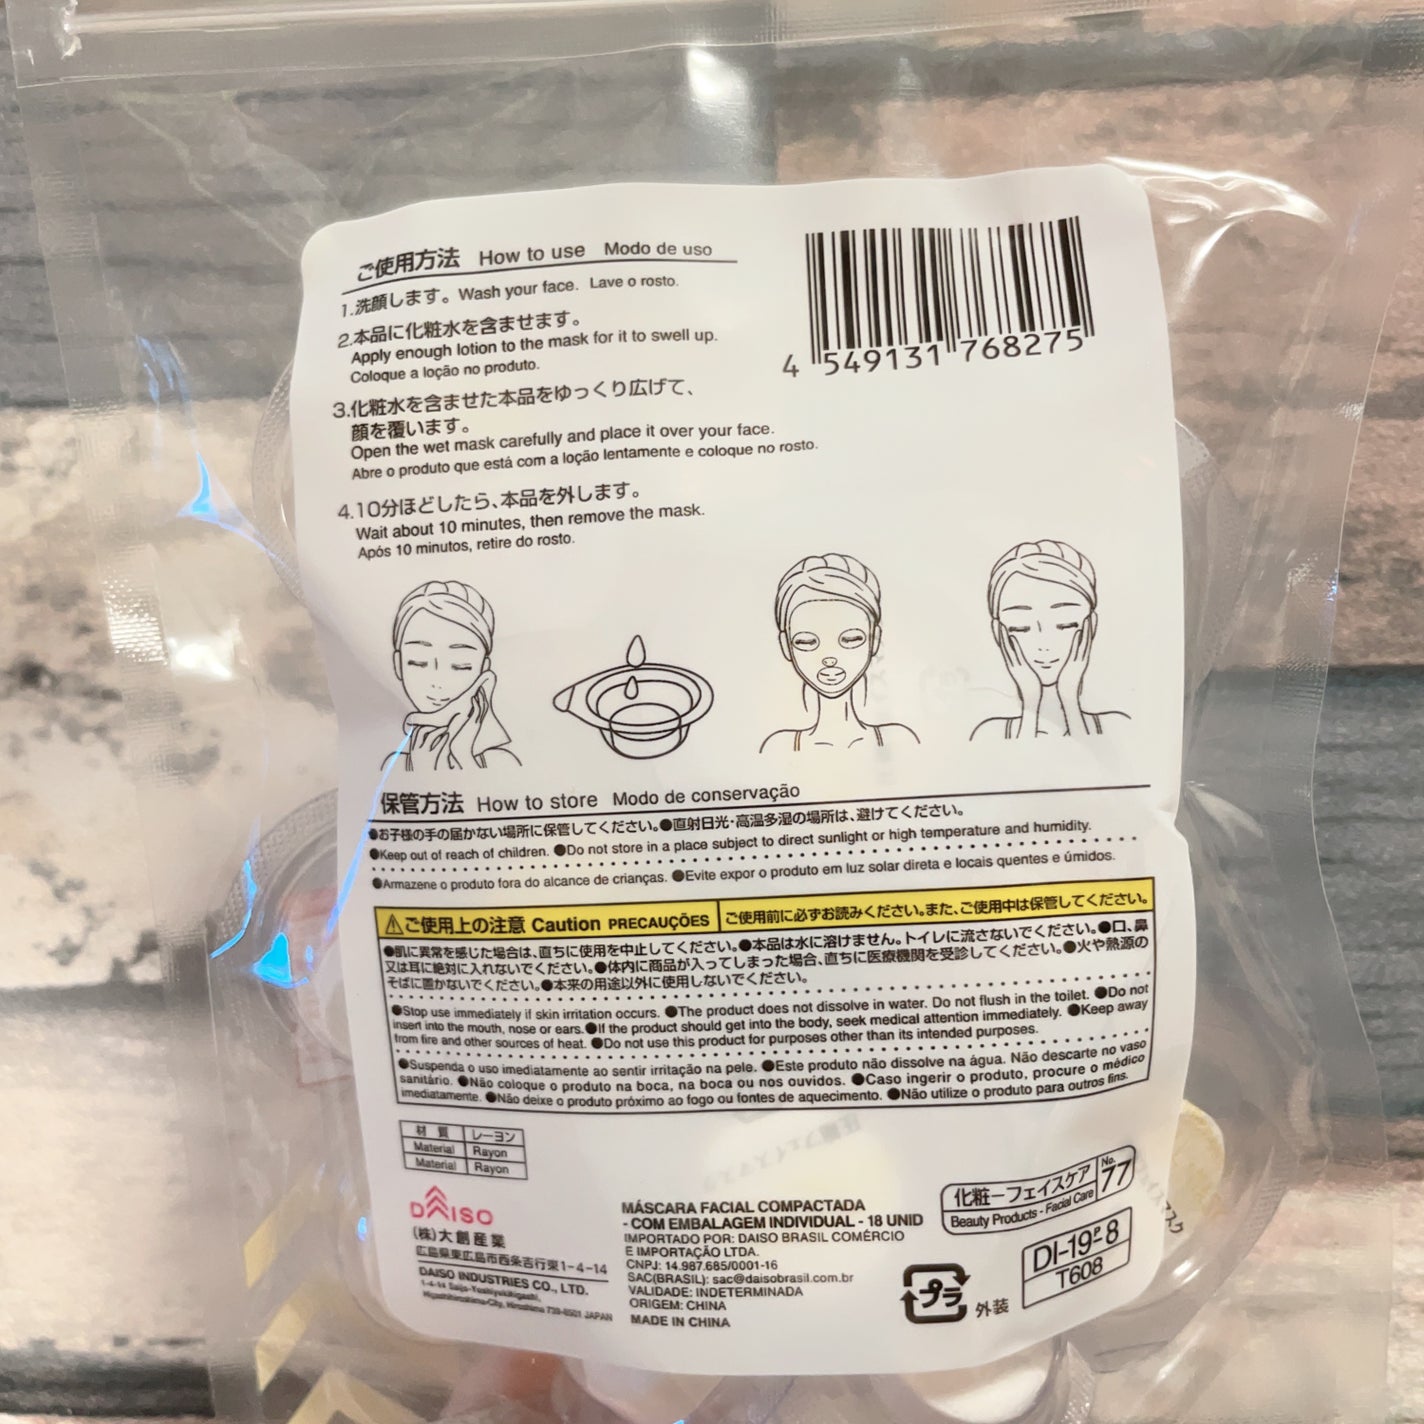 ご使用方法 How to use Modo de uso
1.洗顔します。Wash your face. Lave o rosto.
2.本品に化粧水を含ませます。
Apply enough lotion to the mask for it to swell up.
Coloque a loção no produto.
3.化粧水を含ませた本品をゆっくり広げて、
顔を覆います。
Open the wet mask carefully and place it over your face.
Abre o produto que está com a loção lentamente e coloque no rosto.
4.10分ほどしたら、本品を外します。
Wait about 10 minutes, then remove the mask.
Após 10 minutos, retire do rosto.
4 549131 768275
保管方法 How to store Modo de conservação
●お子様の手の届かない場所に保管してください。●直射日光・高温多湿の場所は、避けてください。
●Keep out of reach of children. ●Do not store in a place subject to direct sunlight or high temperature and humidity.
●Armazene o produto fora do alcance de crianças. ●Evite expor o produto em luz solar direta e locais quentes e úmidos.
⚠ご使用上の注意 Caution PRECAUÇÕES ご使用前に必ずお読みください。また、ご使用中は保管してください。
●肌に異常を感じた場合は、直ちに使用を中止してください。●本品は水に溶けません。トイレに流さないでください。●口、鼻
又は耳に絶対に入れないでください。●体内に商品が入ってしまった場合、直ちに医療機関を受診してください。●火や熱源の
そばに置かないでください。●本来の用途以外に使用しないでください。
●Stop use immediately if skin irritation occurs. ●The product does not dissolve in water. Do not flush in the toilet. ●Do not
insert into the mouth, nose or ears.●If the product should get into the body, seek medical attention immediately. ●Keep away
from fire and other sources of heat. ●Do not use this product for purposes other than its intended purposes.
●Suspenda o uso imediatamente ao sentir irritação na pele. ●Este produto não dissolve na água. Não descarte no vaso
sanitário. ●Não coloque o produto na boca, na boca ou nos ouvidos. ●Caso ingerir o produto, procure o médico
imediatamente. ●Não deixe o produto próximo ao fogo ou fontes de aquecimento. ●Não utilize o produto para outros fins.
材質 レーヨン
Material Rayon
Material Rayon
DAISO
(株)大創産業
広島県東広島市西条吉行東1-4-14
DAISO INDUSTRIES CO., LTD.
1-4-14 Saijo-Yoshiyukihigashi,
Higashihiroshima-City, Hiroshima 739-8501 JAPAN
MÁSCARA FACIAL COMPACTADA
- COM EMBALAGEM INDIVIDUAL - 18 UNID
IMPORTADO POR: DAISO BRASIL COMÉRCIO
E IMPORTAÇÃO LTDA.
CNPJ: 14.987.685/0001-16
SAC(BRASIL): sac@daisobrasil.com.br
VALIDADE: INDETERMINADA
ORIGEM: CHINA
MADE IN CHINA
化粧-フェイスケア No.77
Beauty Products - Facial Care
DI-19-P-8
T608
プラ 外装